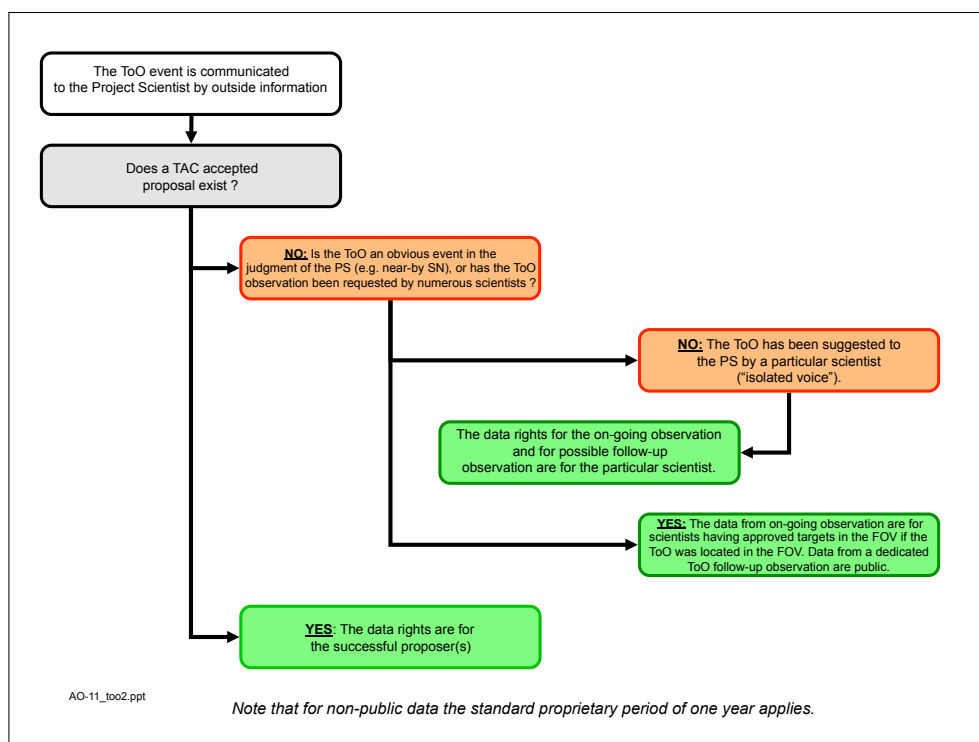 The ToO event is communicated
to the Project Scientist by outside information
Does a TAC accepted
proposal exist ?
NO: Is the ToO an obvious event in the
judgment of the PS (e.g. near-by SN), or has the ToO
observation been requested by numerous scientists ?
NO: The ToO has been suggested to
the PS by a particular scientist
(“isolated voice”).
The data rights for the on-going observation
and for possible follow-up
observation are for the particular scientist.
YES: The data from on-going observation are for
scientists having approved targets in the FOV if the
ToO was located in the FOV. Data from a dedicated
ToO follow-up observation are public.
YES: The data rights are for
the successful proposer(s)
AO-11_too2.ppt
Note that for non-public data the standard proprietary period of one year applies.